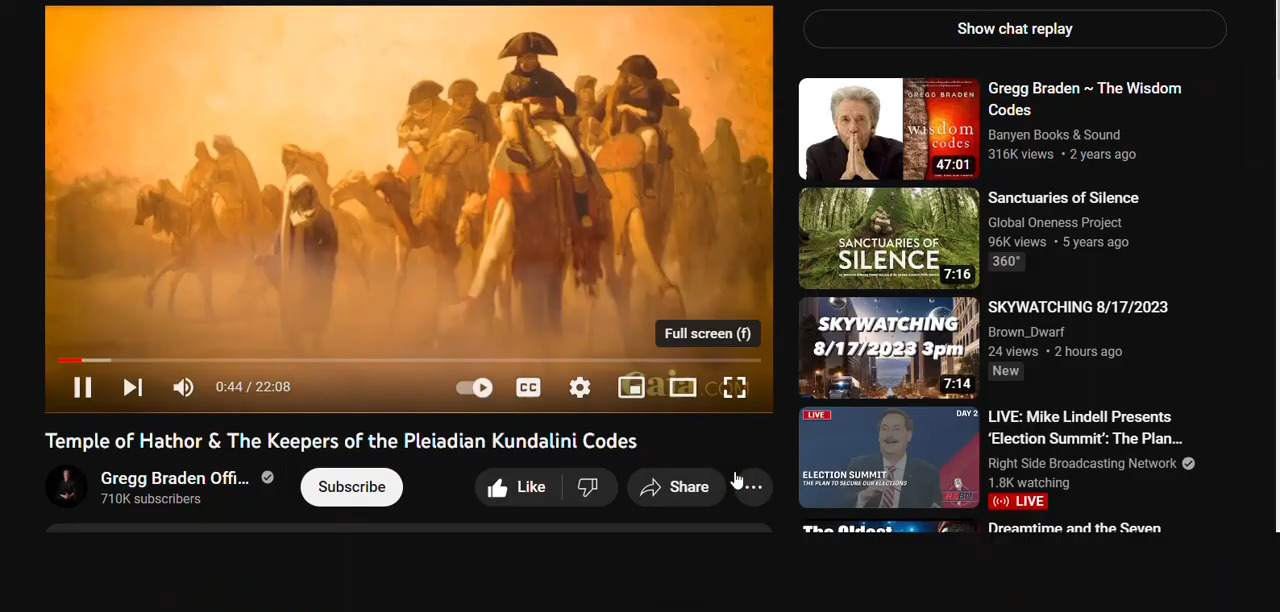 Show chat replay
Full screen (f)
0:44 / 22:08
CC
Gaia.COM
Temple of Hathor & The Keepers of the Pleiadian Kundalini Codes
Gregg Braden Offi...
710K subscribers
Subscribe
Like
Share
GREGG BRADEN
wisdom
codes
47:01
Gregg Braden ~ The Wisdom
Codes
Banyen Books & Sound
316K views • 2 years ago
SANCTUARIES OF
SILENCE
7:16
Sanctuaries of Silence
Global Oneness Project
96K views • 5 years ago
360°
SKYWATCHING
8/17/2023 3pm
7:14
SKYWATCHING 8/17/2023
Brown_Dwarf
24 views • 2 hours ago
New
LIVE
DAY 2
ELECTION SUMMIT
THE PLAN TO SECURE OUR ELECTIONS
LIVE: Mike Lindell Presents
‘Election Summit’: The Plan...
Right Side Broadcasting Network
1.8K watching
LIVE
The Oldest
Dreamtime and the Seven